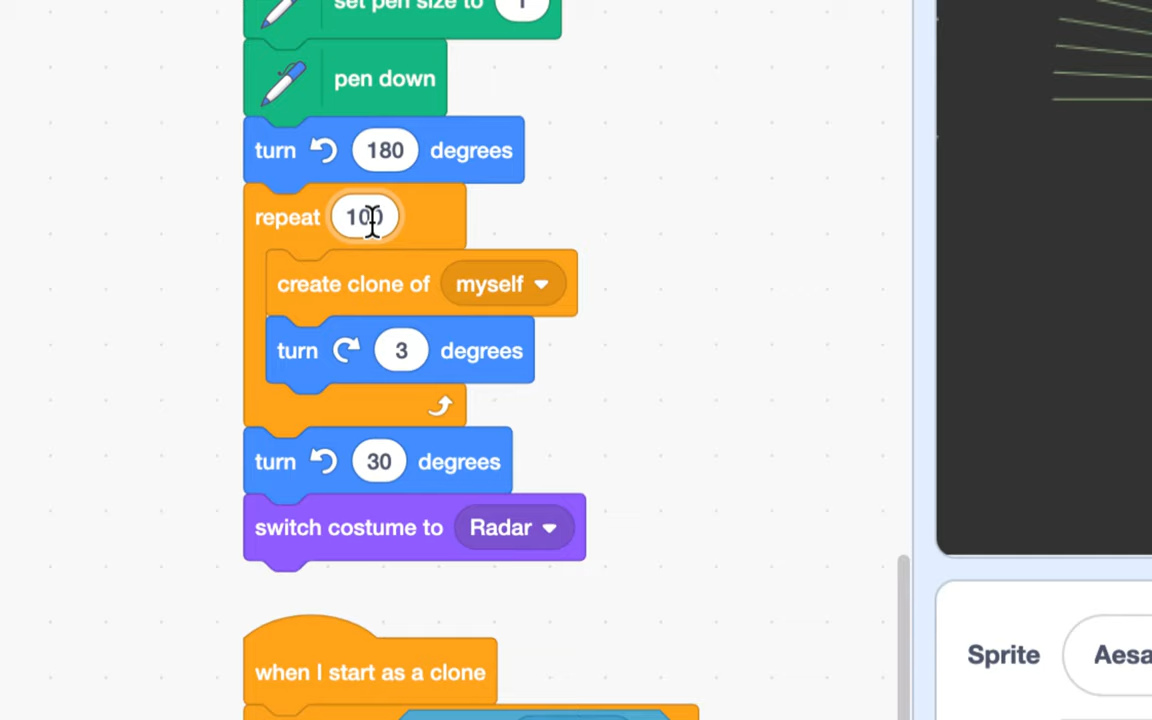 set pen size to 1
pen down
turn 180 degrees
repeat 100
create clone of myself
turn 3 degrees
turn 30 degrees
switch costume to Radar
when I start as a clone
Sprite